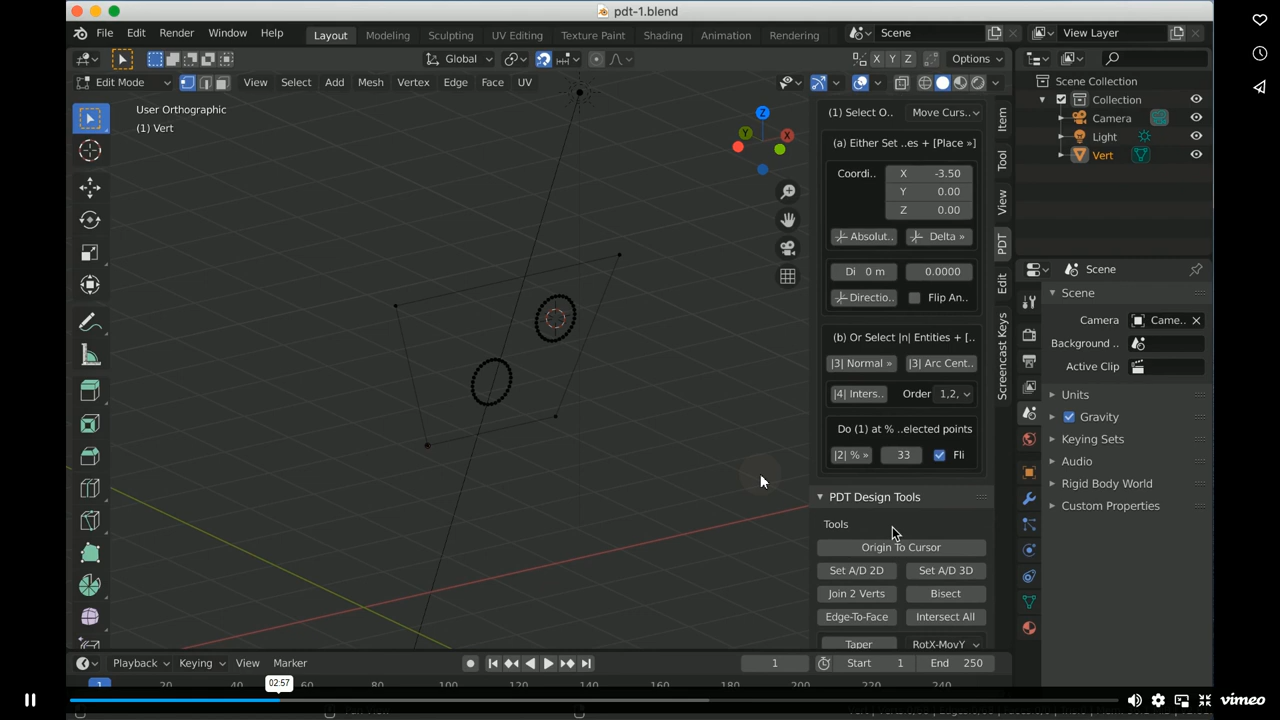 pdt-1.blend
File Edit Render Window Help
Layout Modeling Sculpting UV Editing Texture Paint Shading Animation Rendering
Scene
View Layer
Global
X Y Z
Options
Edit Mode
View Select Add Mesh Vertex Edge Face UV
User Orthographic
(1) Vert
Z
Y
X
(1) Select O.. Move Curs..
(a) Either Set ..es + [Place »]
Coordi.. X -3.50
Y 0.00
Z 0.00
Absolut.. Delta »
Di 0 m 0.0000
Directio.. Flip An..
(b) Or Select |n| Entities + [..
|3| Normal » |3| Arc Cent..
|4| Inters.. Order 1,2,
Do (1) at % ..elected points
|2| % » 33 Fli
PDT Design Tools
Tools
Origin To Cursor
Set A/D 2D Set A/D 3D
Join 2 Verts Bisect
Edge-To-Face Intersect All
Taper RotX-MovY
Item
Tool
View
PDT
Edit
Screencast Keys
Scene Collection
Collection
Camera
Light
Vert
Scene
Scene
Camera Came..
Background ..
Active Clip
Units
Gravity
Keying Sets
Audio
Rigid Body World
Custom Properties
Playback Keying View Marker
1
Start 1
End 250
1 20 40 60 80 100 120 140 160 180 200 220 240
02:57
vimeo